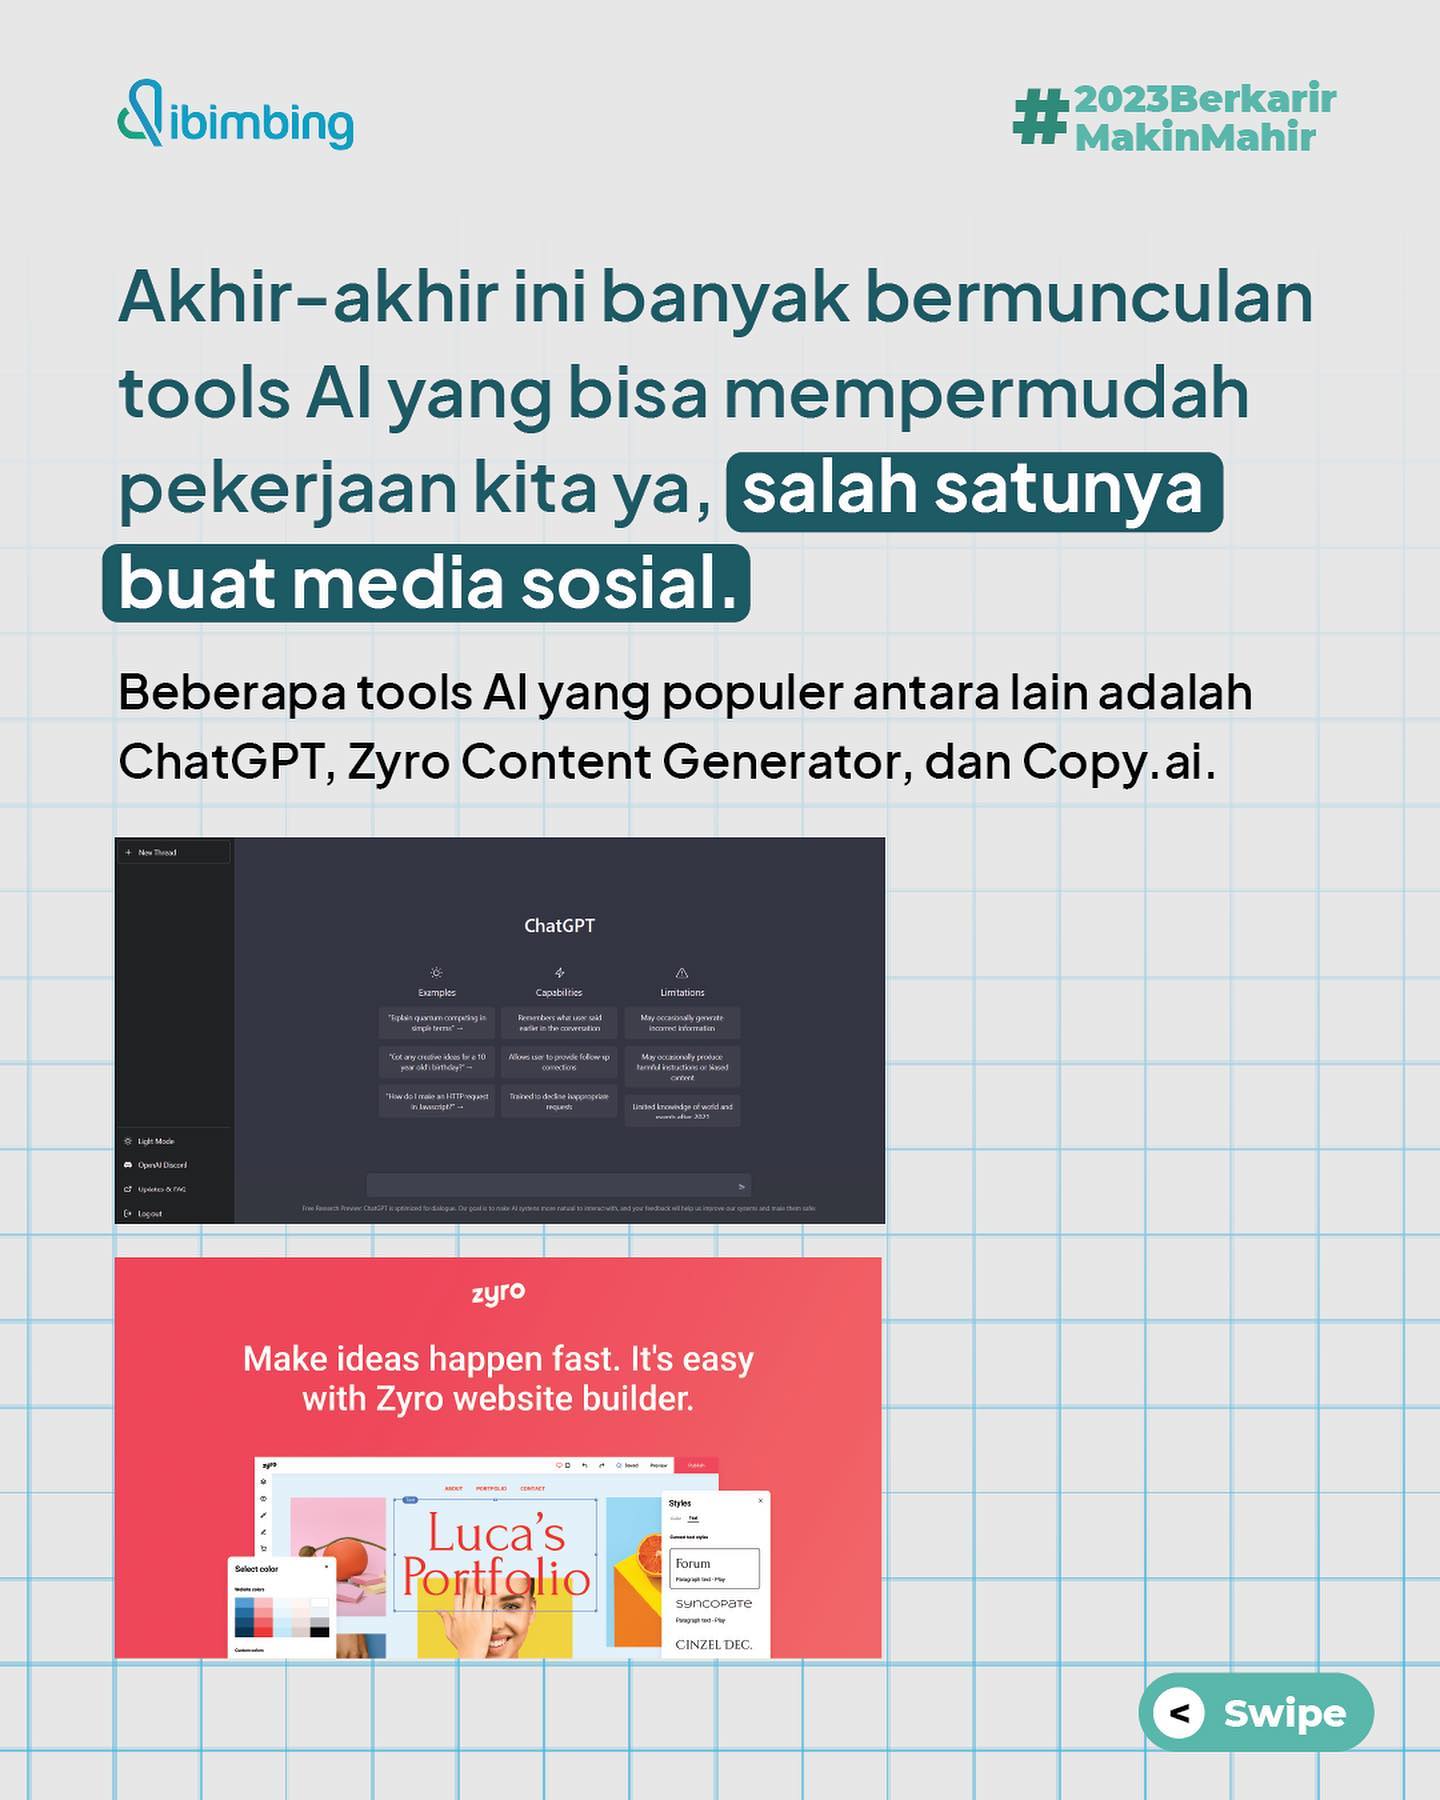 dibimbing
#2023Berkarir
MakinMahir
Akhir-akhir ini banyak bermunculan
tools AI yang bisa mempermudah
pekerjaan kita ya, salah satunya
buat media sosial.
Beberapa tools AI yang populer antara lain adalah
ChatGPT, Zyro Content Generator, dan Copy.ai.
+ New Thread
ChatGPT
Examples
Capabilities
Limitations
"Explain quantum computing in
simple terms" →
Remembers what user said
earlier in the conversation
May occasionally generate
incorrect information
"Got any creative ideas for a 10
year old's birthday?" →
Allows user to provide follow-up
corrections
May occasionally produce
harmful instructions or biased
content
"How do I make an HTTP request
in Javascript?" →
Trained to decline inappropriate
requests
Limited knowledge of world and
events after 2021
Light Mode
OpenAI Discord
Updates & FAQ
Log out
Free Research Preview: ChatGPT is optimized for dialogue. Our goal is to make AI systems more natural to interact with, and your feedback will help us improve our systems and make them safer.
zyro
Make ideas happen fast. It's easy
with Zyro website builder.
zyro
Saved Preview Publish
ABOUT PORTFOLIO CONTACT
Text
Luca's
Portfolio
Select color
Website colors
Custom colors
Styles
Color Text
Current text styles
Forum
Paragraph text · Play
SYNCOPATE
Paragraph text · Play
CINZEL DEC.
< Swipe